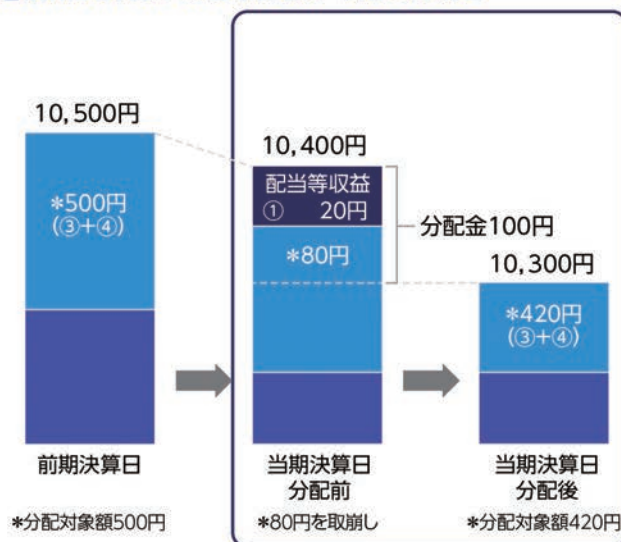 10,500円
*500円
(③+④)
前期決算日
*分配対象額500円
10,400円
配当等収益
① 20円
*80円
分配金100円
当期決算日
分配前
*80円を取崩し
10,300円
*420円
(③+④)
当期決算日
分配後
*分配対象額420円